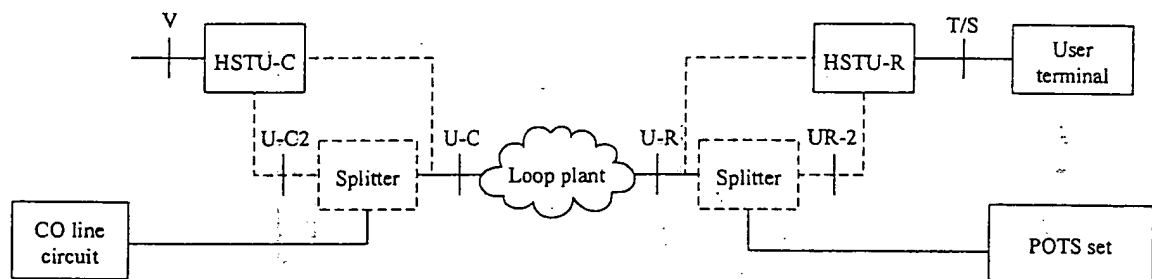 V
HSTU-C
HSTU-R
T/S
User
terminal
U-C2
U-C
U-R
UR-2
Splitter
Loop plant
Splitter
CO line
circuit
POTS set